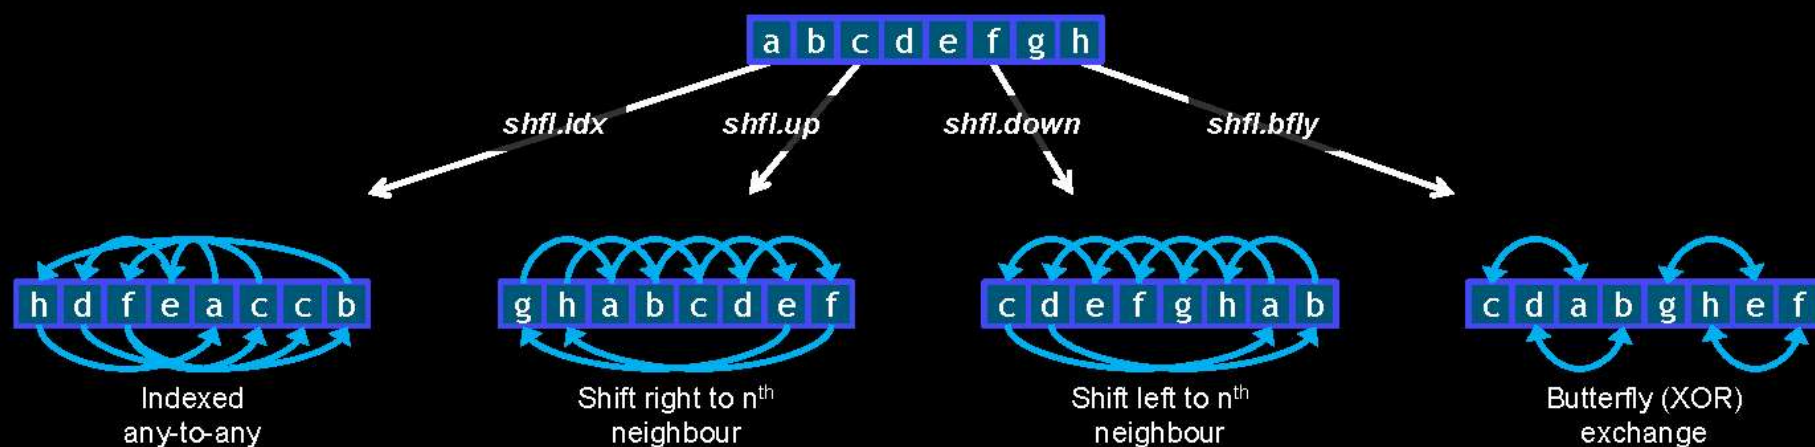 a b c d e f g h
shfl.idx shfl.up shfl.down shfl.bfly
h d f e a c c b g h a b c d e f c d e f g h a b c d a b g h e f
Indexed Shift right to nth Shift left to nth Butterfly (XOR)
any-to-any neighbour neighbour exchange